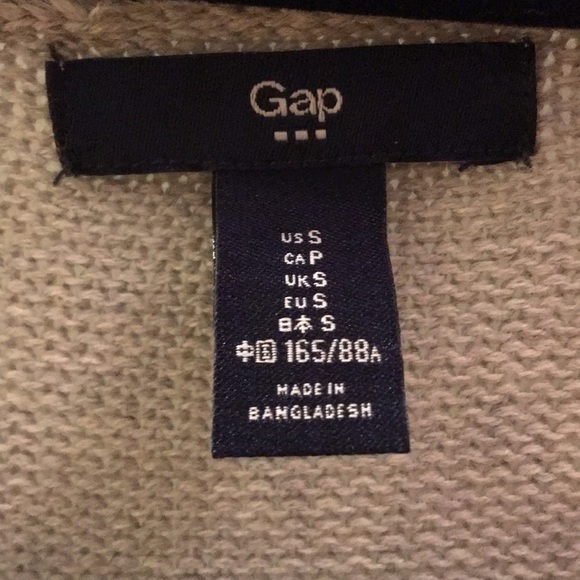 Gap
US S
CA P
UK S
EU S
日本 S
中国 165/88A
MADE IN
BANGLADESH